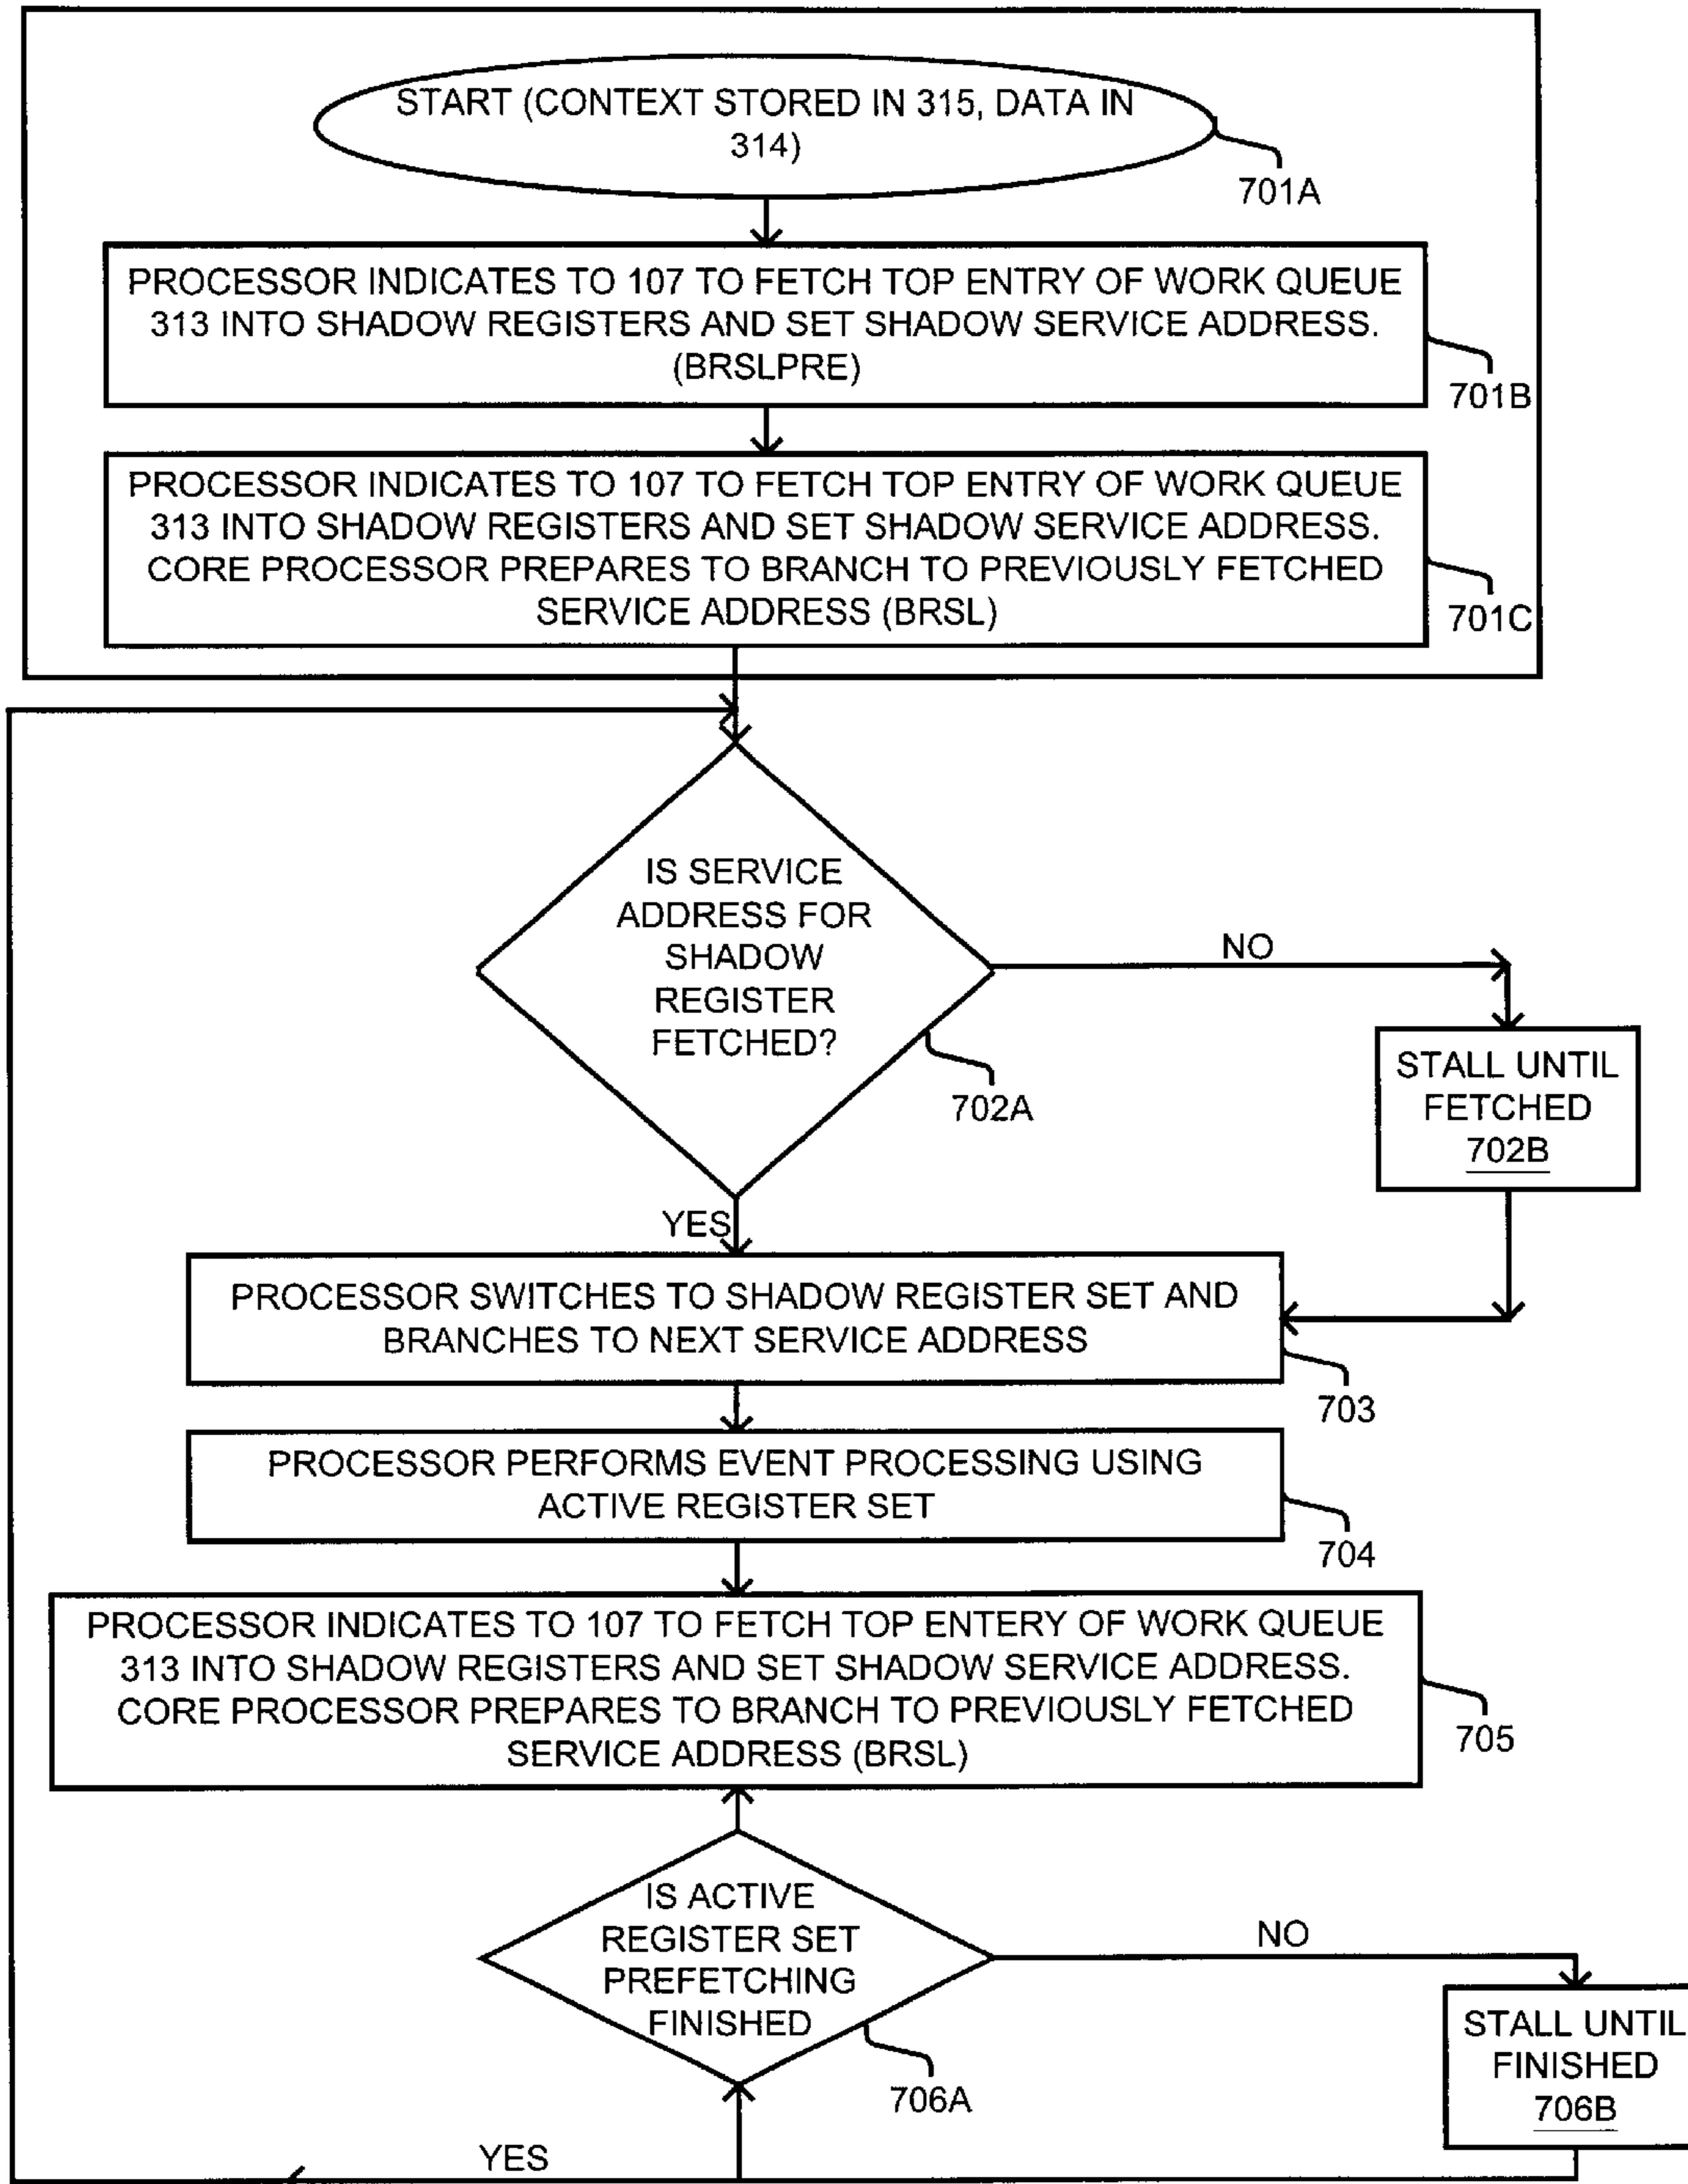 START (CONTEXT STORED IN 315, DATA IN
314)
701A
PROCESSOR INDICATES TO 107 TO FETCH TOP ENTRY OF WORK QUEUE
313 INTO SHADOW REGISTERS AND SET SHADOW SERVICE ADDRESS.
(BRSLPRE)
701B
PROCESSOR INDICATES TO 107 TO FETCH TOP ENTRY OF WORK QUEUE
313 INTO SHADOW REGISTERS AND SET SHADOW SERVICE ADDRESS.
CORE PROCESSOR PREPARES TO BRANCH TO PREVIOUSLY FETCHED
SERVICE ADDRESS (BRSL)
701C
IS SERVICE
ADDRESS FOR
SHADOW
REGISTER
FETCHED?
702A
NO
STALL UNTIL
FETCHED
702B
YES
PROCESSOR SWITCHES TO SHADOW REGISTER SET AND
BRANCHES TO NEXT SERVICE ADDRESS
703
PROCESSOR PERFORMS EVENT PROCESSING USING
ACTIVE REGISTER SET
704
PROCESSOR INDICATES TO 107 TO FETCH TOP ENTERY OF WORK QUEUE
313 INTO SHADOW REGISTERS AND SET SHADOW SERVICE ADDRESS.
CORE PROCESSOR PREPARES TO BRANCH TO PREVIOUSLY FETCHED
SERVICE ADDRESS (BRSL)
705
IS ACTIVE
REGISTER SET
PREFETCHING
FINISHED
706A
NO
STALL UNTIL
FINISHED
706B
YES